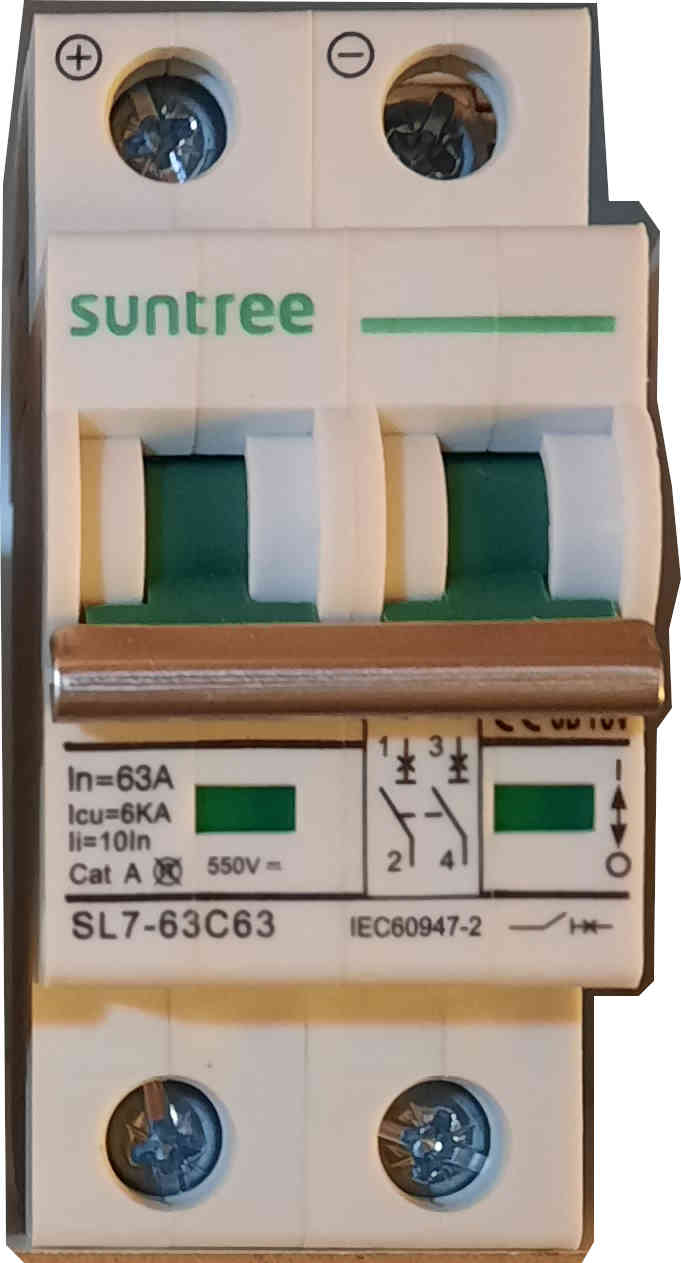 + −
suntree
1 3
In=63A
Icu=6KA
Ii=10In
Cat A 550V ⎓
2 4
I
O
SL7-63C63 IEC60947-2